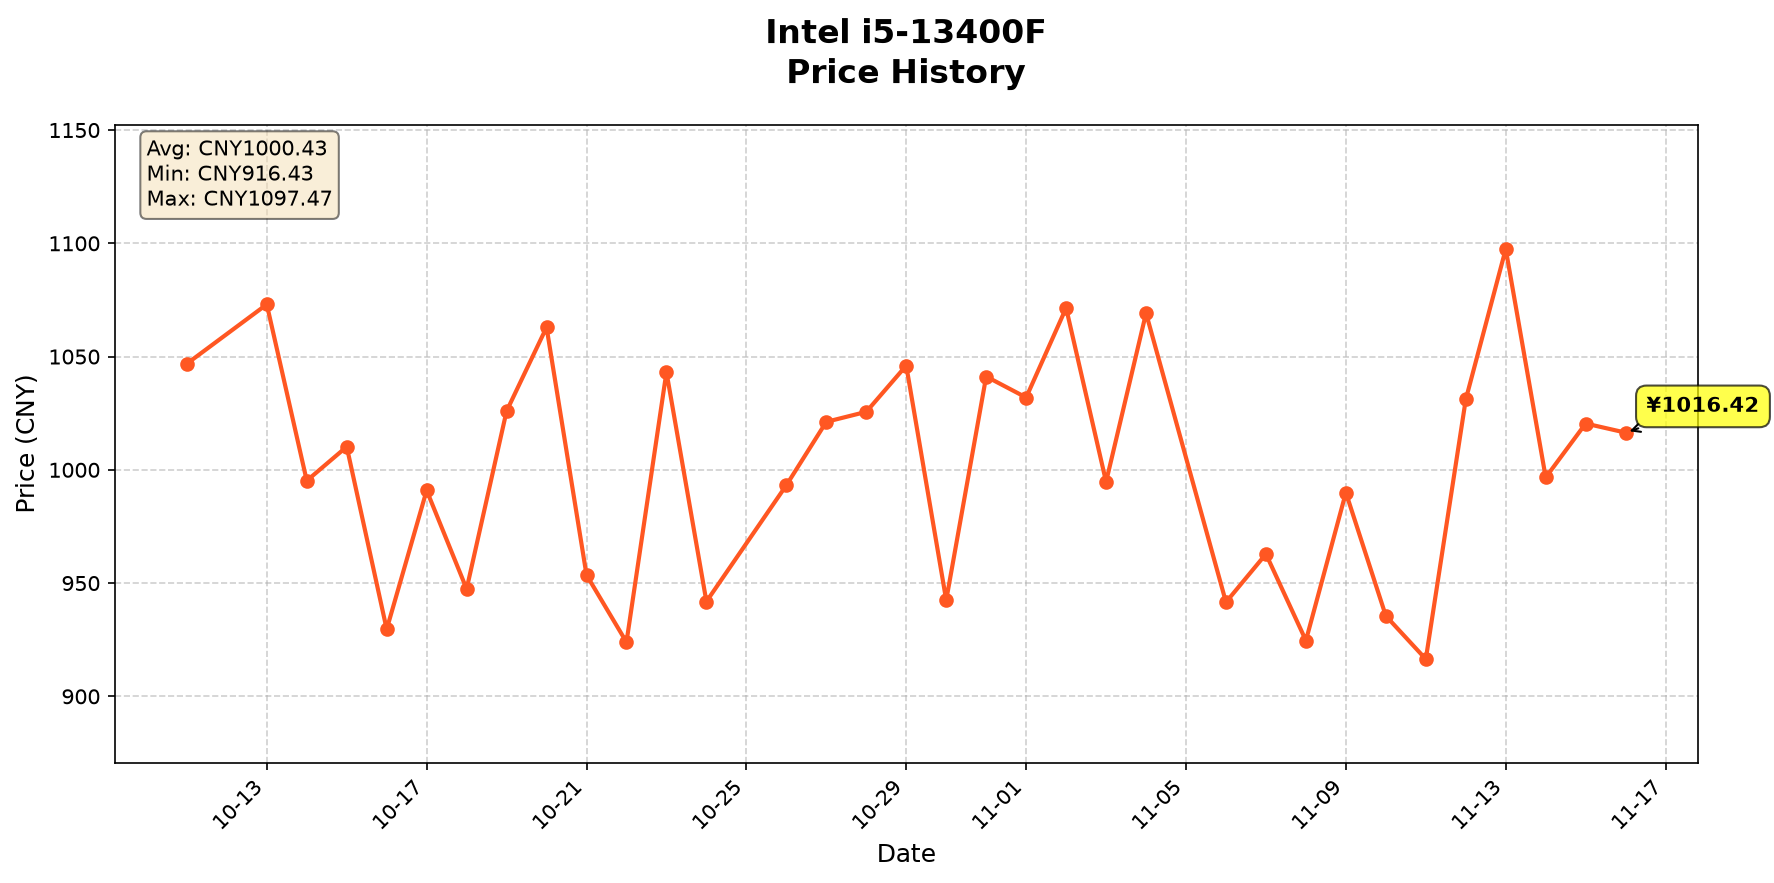 Intel i5-13400F
Price History
Avg: CNY1000.43
Min: CNY916.43
Max: CNY1097.47
1150
1100
1050
1000
950
900
Price (CNY)
¥1016.42
10-13
10-17
10-21
10-25
10-29
11-01
11-05
11-09
11-13
11-17
Date